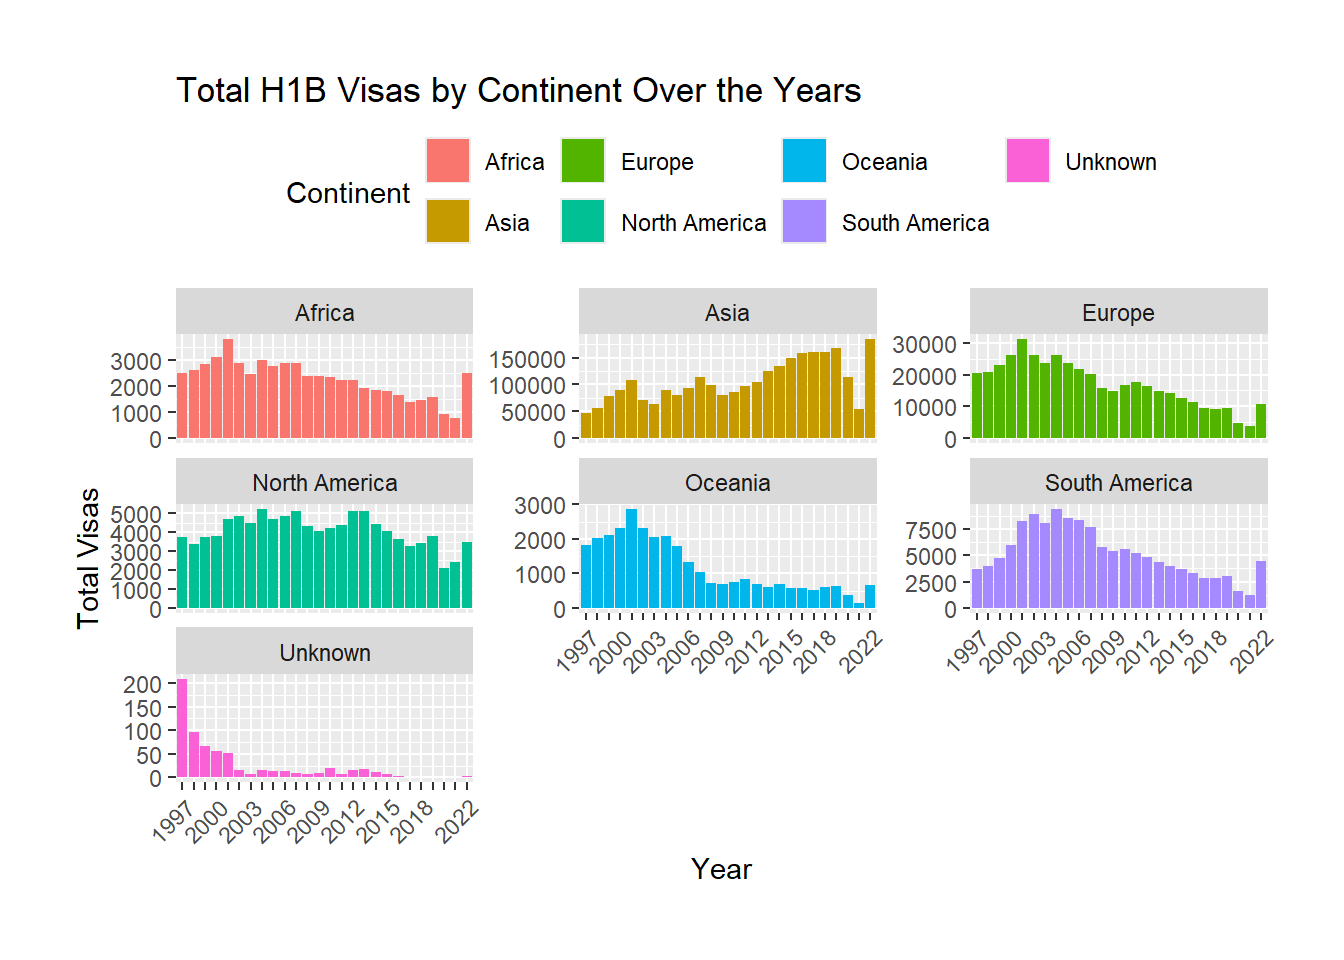 Total H1B Visas by Continent Over the Years
Continent
Africa
Europe
Oceania
Unknown
Asia
North America
South America
Africa
Asia
Europe
3000
2000
1000
0
150000
100000
50000
0
30000
20000
10000
0
North America
Oceania
South America
5000
4000
3000
2000
1000
0
3000
2000
1000
0
7500
5000
2500
0
1997 2000 2003 2006 2009 2012 2015 2018 2022
1997 2000 2003 2006 2009 2012 2015 2018 2022
Unknown
200
150
100
50
0
1997 2000 2003 2006 2009 2012 2015 2018 2022
Total Visas
Year